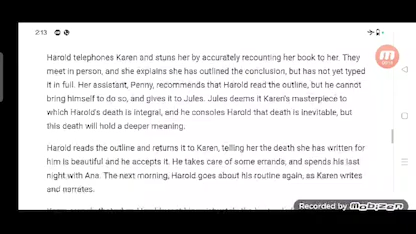 2:13
Harold telephones Karen and stuns her by accurately recounting her book to her. They
meet in person, and she explains she has outlined the conclusion, but has not yet typed
it in full. Her assistant, Penny, recommends that Harold read the outline, but he cannot
bring himself to do so, and gives it to Jules. Jules deems it Karen's masterpiece to
which Harold's death is integral, and he consoles Harold that death is inevitable, but
this death will hold a deeper meaning.
Harold reads the outline and returns it to Karen, telling her the death she has written for
him is beautiful and he accepts it. He takes care of some errands, and spends his last
night with Ana. The next morning, Harold goes about his routine again, as Karen writes
and narrates.
Recorded by Mobizen